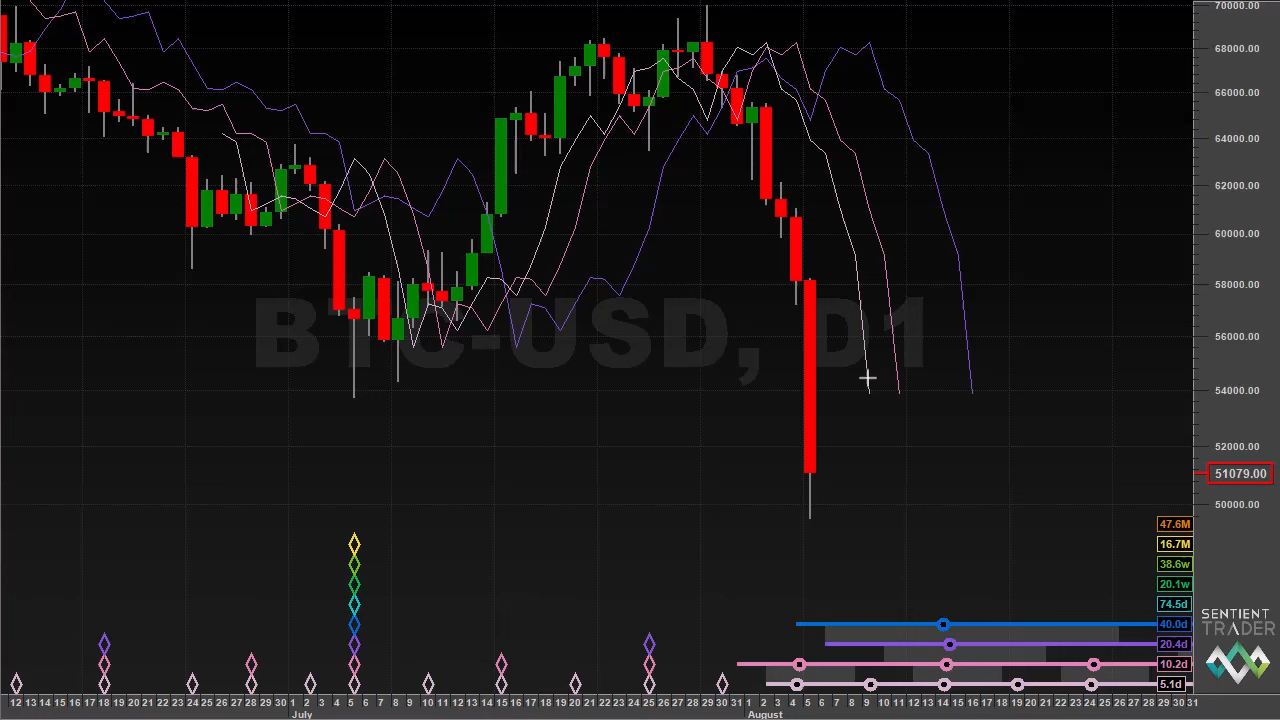 70000.00
68000.00
66000.00
64000.00
62000.00
60000.00
58000.00
BTC-USD, D1
56000.00
54000.00
52000.00
51079.00
50000.00
47.6M
16.7M
38.6w
20.1w
74.5d
40.0d
20.4d
10.2d
5.1d
SENTIENT
TRADER
12 13 14 15 16 17 18 19 20 21 22 23 24 25 26 27 28 29 30 1 2 3 4 5 6 7 8 9 10 11 12 13 14 15 16 17 18 19 20 21 22 23 24 25 26 27 28 29 30 31 1 2 3 4 5 6 7 8 9 10 11 12 13 14 15 16 17 18 19 20 21 22 23 24 25 26 27 28 29 30 31
July August